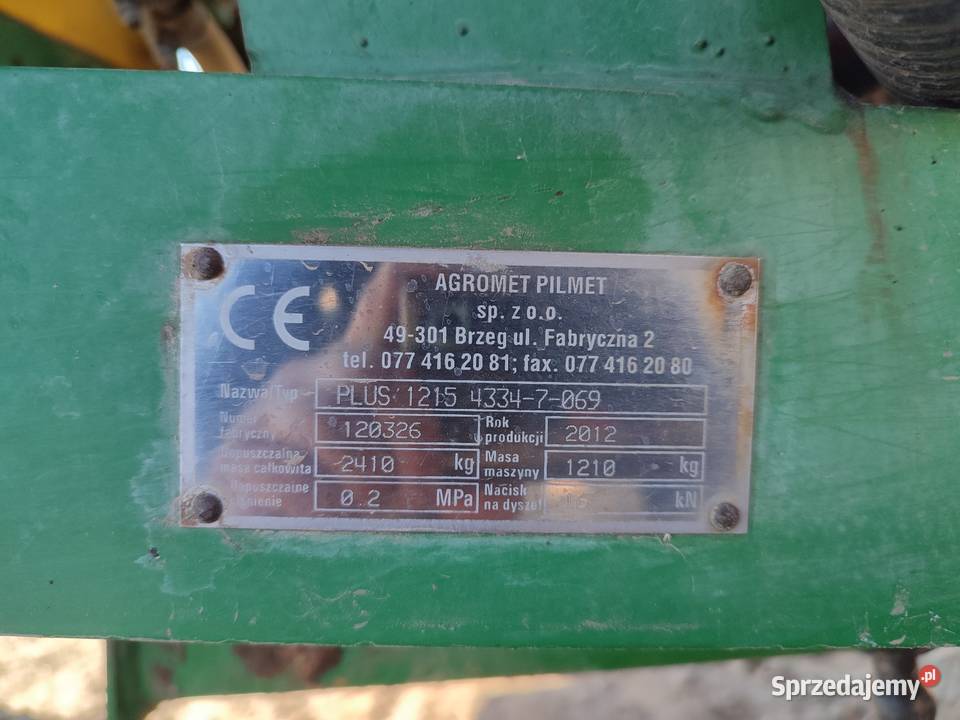 CE
AGROMET PILMET
sp. z o.o.
49-301 Brzeg ul. Fabryczna 2
tel. 077 416 20 81; fax. 077 416 20 80
Nazwa/Typ PLUS 1215 4334-7-069
Numer fabryczny 120326 Rok produkcji 2012
Dopuszczalna masa całkowita 2410 kg Masa maszyny 1210 kg
Dopuszczalne 0.2 MPa Nacisk na dyszel kN
Sprzedajemy.pl